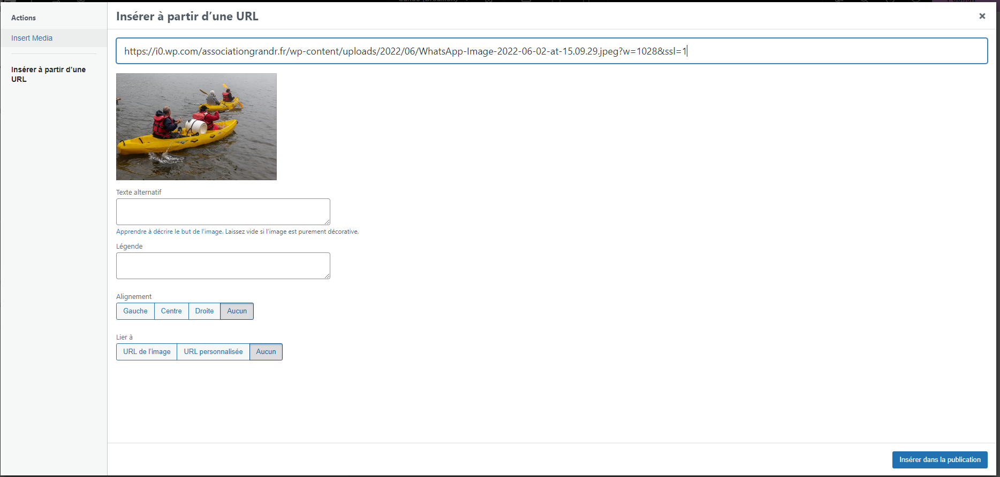 Actions
Insert Media
Insérer à partir d’une
URL
Insérer à partir d’une URL
×
https://i0.wp.com/associationgrandr.fr/wp-content/uploads/2022/06/WhatsApp-Image-2022-06-02-at-15.09.29.jpeg?w=1028&ssl=1
Texte alternatif
Apprendre à décrire le but de l’image. Laissez vide si l’image est purement décorative.
Légende
Alignement
Gauche Centre Droite Aucun
Lier à
URL de l’image URL personnalisée Aucun
Insérer dans la publication